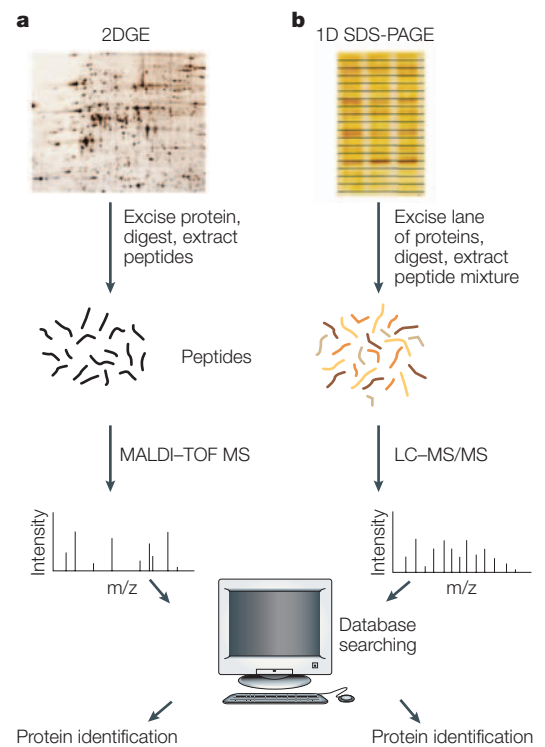 a
2DGE
b
1D SDS-PAGE
Excise protein,
digest, extract
peptides
Excise lane
of proteins,
digest, extract
peptide mixture
Peptides
MALDI–TOF MS
LC–MS/MS
Intensity
m/z
Intensity
m/z
Database
searching
Protein identification
Protein identification